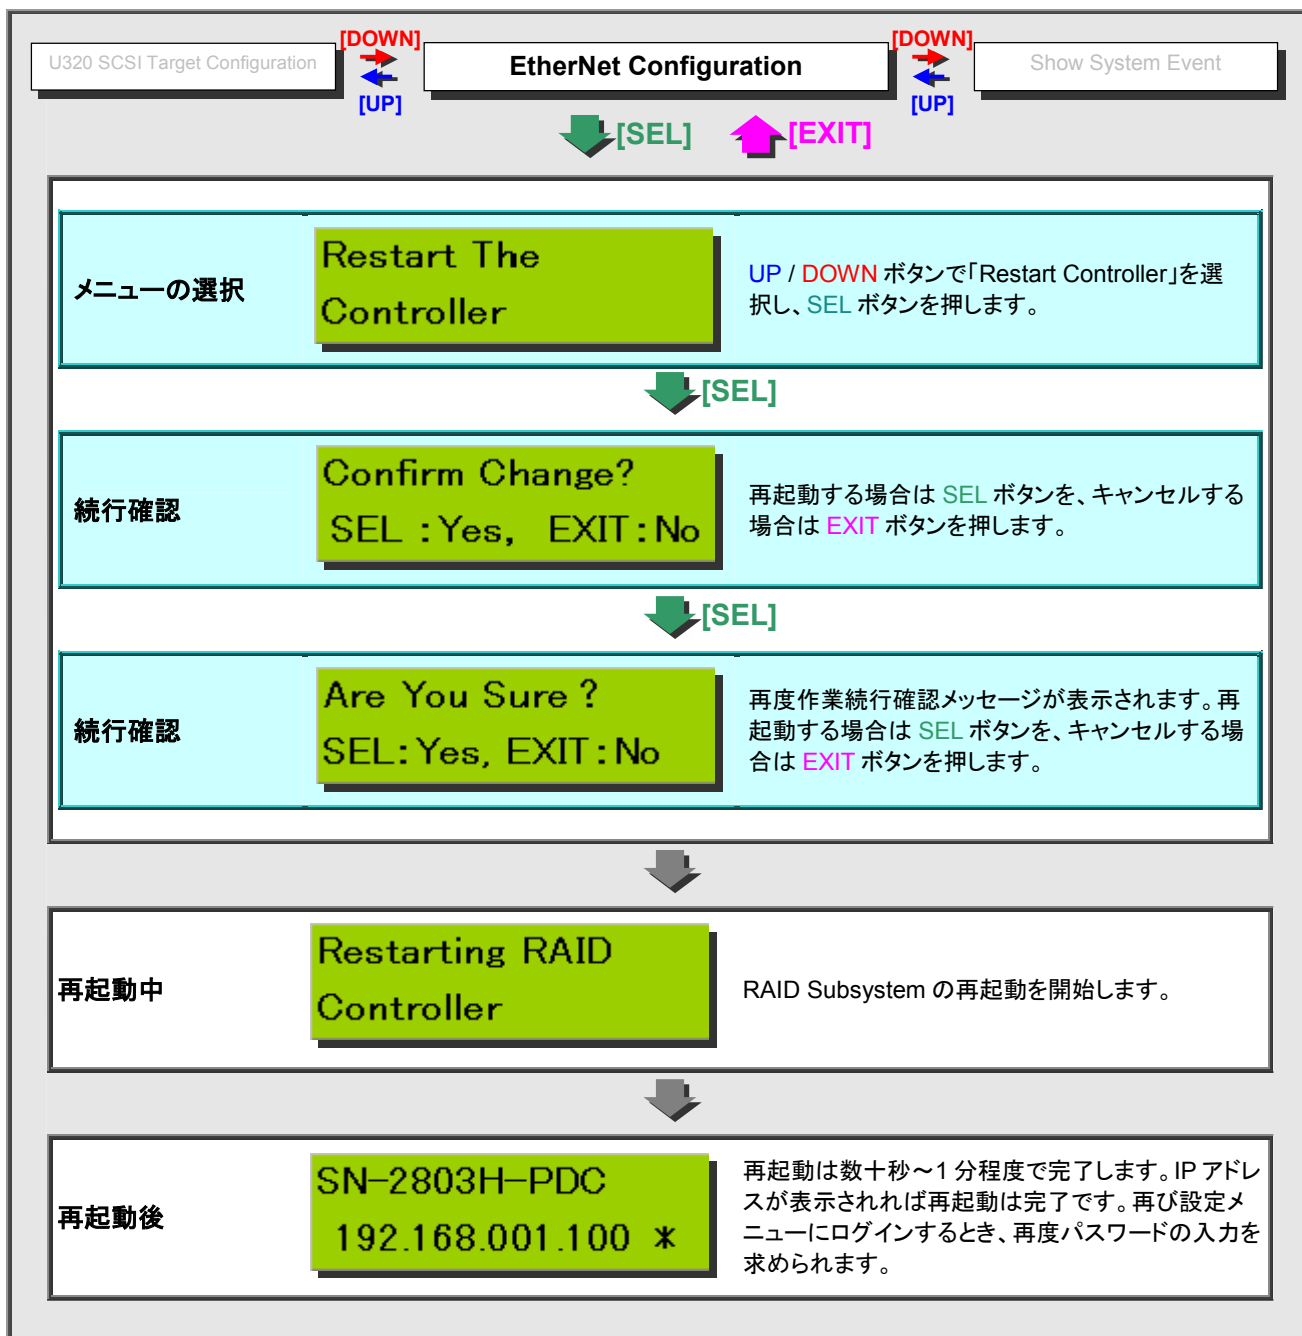 [DOWN]
[DOWN]
U320 SCSI Target Configuration
EtherNet Configuration
Show System Event
[UP]
[UP]
[SEL]
[EXIT]
メニューの選択
Restart The
Controller
UP / DOWN ボタンで「Restart Controller」を選
択し、SEL ボタンを押します。
[SEL]
続行確認
Confirm Change?
SEL :Yes, EXIT:No
再起動する場合は SEL ボタンを、キャンセルする
場合は EXIT ボタンを押します。
[SEL]
続行確認
Are You Sure ?
SEL:Yes, EXIT:No
再度作業続行確認メッセージが表示されます。再
起動する場合は SEL ボタンを、キャンセルする場
合は EXIT ボタンを押します。
再起動中
Restarting RAID
Controller
RAID Subsystem の再起動を開始します。
再起動後
SN-2803H-PDC
192.168.001.100 *
再起動は数十秒～1 分程度で完了します。IP アドレ
スが表示されれば再起動は完了です。再び設定メ
ニューにログインするとき、再度パスワードの入力を
求められます。